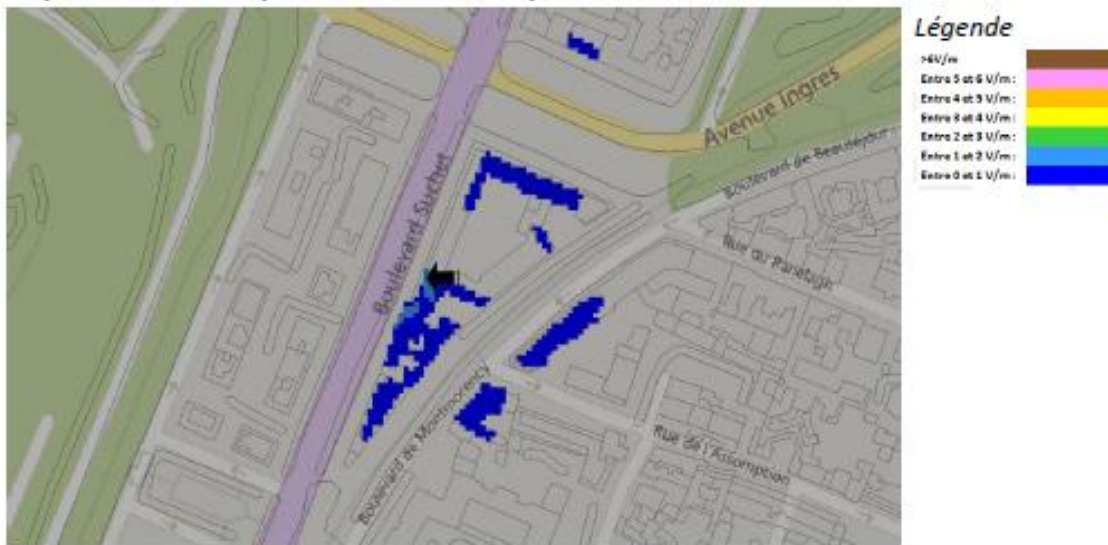 Avenue Ingres
Boulevard de Beauséjour
Boulevard Suchet
Rue du Ranelagh
Boulevard de Montmorency
Rue de l'Assomption
Légende
>6V/m
Entre 5 et 6 V/m :
Entre 4 et 5 V/m :
Entre 3 et 4 V/m :
Entre 2 et 3 V/m :
Entre 1 et 2 V/m :
Entre 0 et 1 V/m :